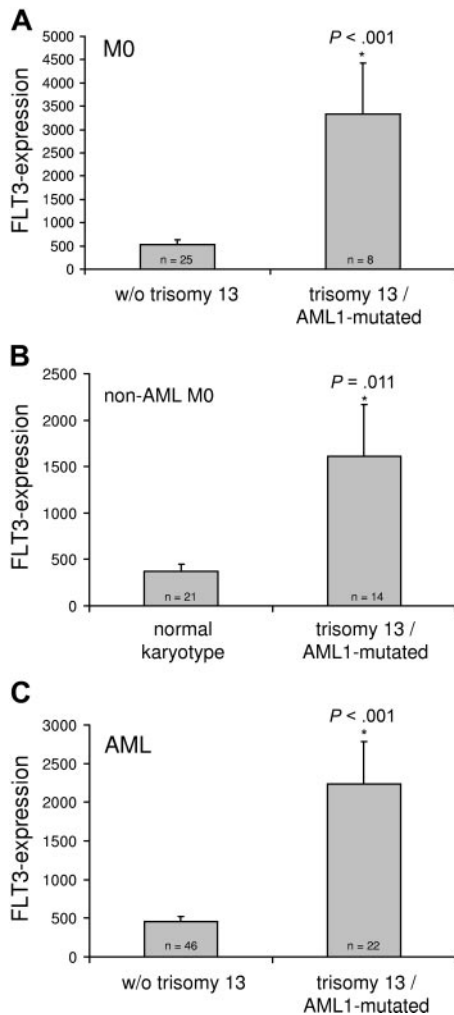 A
M0
P < .001
*
FLT3-expression
5000
4500
4000
3500
3000
2500
2000
1500
1000
500
0
n = 25
n = 8
w/o trisomy 13
trisomy 13 /
AML1-mutated
B
non-AML M0
P = .011
*
FLT3-expression
2500
2000
1500
1000
500
0
n = 21
n = 14
normal
karyotype
trisomy 13 /
AML1-mutated
C
AML
P < .001
*
FLT3-expression
3000
2500
2000
1500
1000
500
0
n = 46
n = 22
w/o trisomy 13
trisomy 13 /
AML1-mutated